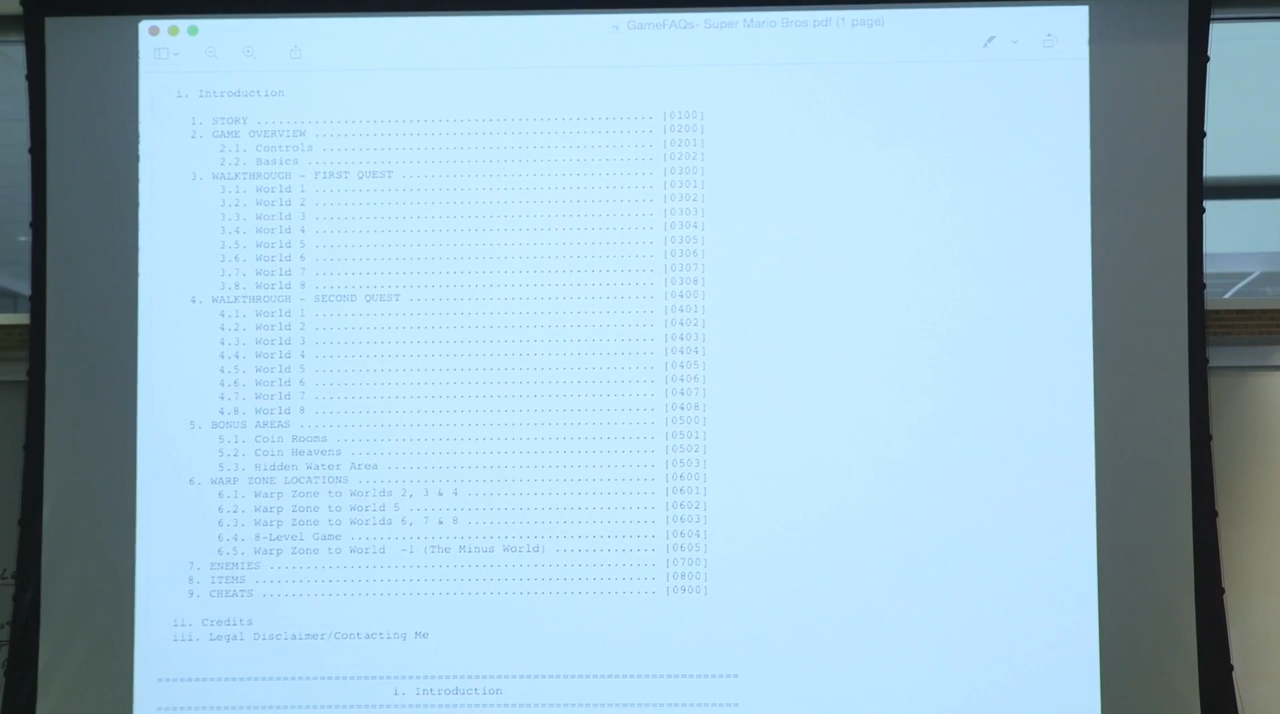 GameFAQs- Super Mario Bros.pdf (1 page)
i. Introduction
1. STORY ....................................................... [0100]
2. GAME OVERVIEW ............................................... [0200]
2.1. Controls .............................................. [0201]
2.2. Basics ................................................ [0202]
3. WALKTHROUGH - FIRST QUEST ................................... [0300]
3.1. World 1 ............................................... [0301]
3.2. World 2 ............................................... [0302]
3.3. World 3 ............................................... [0303]
3.4. World 4 ............................................... [0304]
3.5. World 5 ............................................... [0305]
3.6. World 6 ............................................... [0306]
3.7. World 7 ............................................... [0307]
3.8. World 8 ............................................... [0308]
4. WALKTHROUGH - SECOND QUEST .................................. [0400]
4.1. World 1 ............................................... [0401]
4.2. World 2 ............................................... [0402]
4.3. World 3 ............................................... [0403]
4.4. World 4 ............................................... [0404]
4.5. World 5 ............................................... [0405]
4.6. World 6 ............................................... [0406]
4.7. World 7 ............................................... [0407]
4.8. World 8 ............................................... [0408]
5. BONUS AREAS ................................................. [0500]
5.1. Coin Rooms ............................................ [0501]
5.2. Coin Heavens .......................................... [0502]
5.3. Hidden Water Area ..................................... [0503]
6. WARP ZONE LOCATIONS ......................................... [0600]
6.1. Warp Zone to Worlds 2, 3 & 4 .......................... [0601]
6.2. Warp Zone to World 5 .................................. [0602]
6.3. Warp Zone to Worlds 6, 7 & 8 .......................... [0603]
6.4. 8-Level Game .......................................... [0604]
6.5. Warp Zone to World -1 (The Minus World) .............. [0605]
7. ENEMIES ..................................................... [0700]
8. ITEMS ....................................................... [0800]
9. CHEATS ...................................................... [0900]
ii. Credits
iii. Legal Disclaimer/Contacting Me
===============================================================================
i. Introduction
===============================================================================